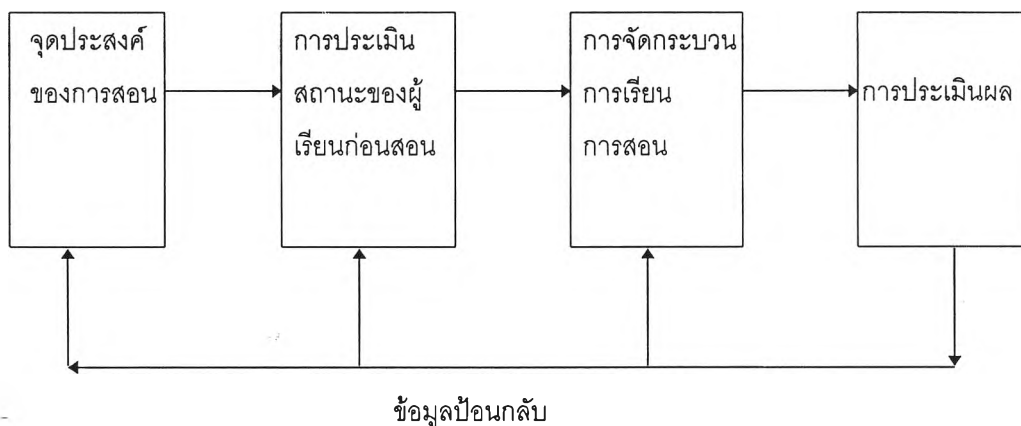 จุดประสงค์
ของการสอน
การประเมิน
สถานะของผู้
เรียนก่อนสอน
การจัดกระบวน
การเรียน
การสอน
การประเมินผล
ข้อมูลป้อนกลับ